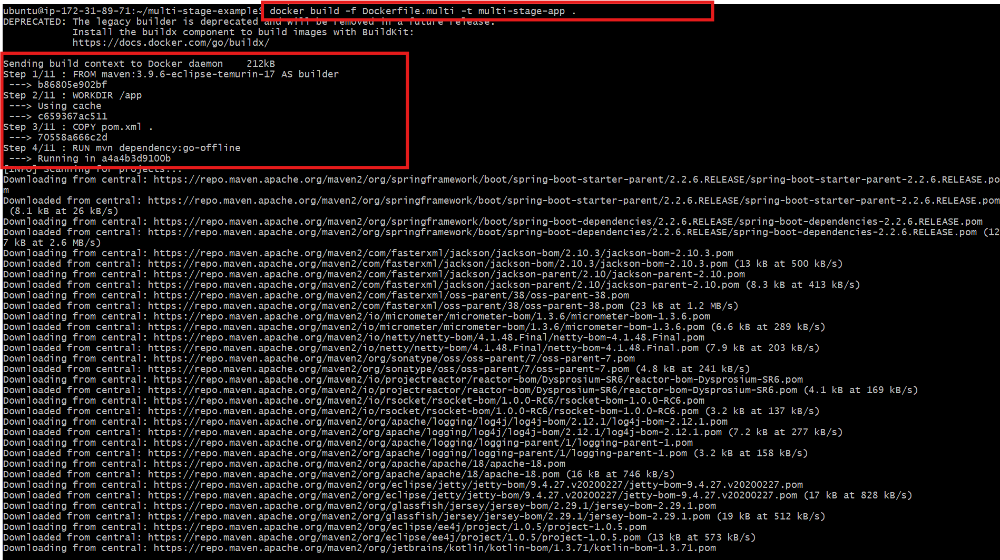 ubuntu@ip-172-31-89-71:~/multi-stage-example$ docker build -f Dockerfile.multi -t multi-stage-app .
DEPRECATED: The legacy builder is deprecated and will be removed in a future release.
Install the buildx component to build images with BuildKit:
https://docs.docker.com/go/buildx/
Sending build context to Docker daemon 212kB
Step 1/11 : FROM maven:3.9.6-eclipse-temurin-17 AS builder
---> b86805e902bf
Step 2/11 : WORKDIR /app
---> Using cache
---> c659367ac511
Step 3/11 : COPY pom.xml .
---> 70558a666c2d
Step 4/11 : RUN mvn dependency:go-offline
---> Running in a4a4b3d9100b
[INFO] Scanning for projects...
Downloading from central: https://repo.maven.apache.org/maven2/org/springframework/boot/spring-boot-starter-parent/2.2.6.RELEASE/spring-boot-starter-parent-2.2.6.RELEASE.po
m
Downloaded from central: https://repo.maven.apache.org/maven2/org/springframework/boot/spring-boot-starter-parent/2.2.6.RELEASE/spring-boot-starter-parent-2.2.6.RELEASE.pom
(8.1 kB at 26 kB/s)
Downloading from central: https://repo.maven.apache.org/maven2/org/springframework/boot/spring-boot-dependencies/2.2.6.RELEASE/spring-boot-dependencies-2.2.6.RELEASE.pom
Downloaded from central: https://repo.maven.apache.org/maven2/org/springframework/boot/spring-boot-dependencies/2.2.6.RELEASE/spring-boot-dependencies-2.2.6.RELEASE.pom (12
7 kB at 2.6 MB/s)
Downloading from central: https://repo.maven.apache.org/maven2/com/fasterxml/jackson/jackson-bom/2.10.3/jackson-bom-2.10.3.pom
Downloaded from central: https://repo.maven.apache.org/maven2/com/fasterxml/jackson/jackson-bom/2.10.3/jackson-bom-2.10.3.pom (13 kB at 500 kB/s)
Downloading from central: https://repo.maven.apache.org/maven2/com/fasterxml/jackson/jackson-parent/2.10/jackson-parent-2.10.pom
Downloaded from central: https://repo.maven.apache.org/maven2/com/fasterxml/jackson/jackson-parent/2.10/jackson-parent-2.10.pom (8.3 kB at 413 kB/s)
Downloading from central: https://repo.maven.apache.org/maven2/com/fasterxml/oss-parent/38/oss-parent-38.pom
Downloaded from central: https://repo.maven.apache.org/maven2/com/fasterxml/oss-parent/38/oss-parent-38.pom (23 kB at 1.2 MB/s)
Downloading from central: https://repo.maven.apache.org/maven2/io/micrometer/micrometer-bom/1.3.6/micrometer-bom-1.3.6.pom
Downloaded from central: https://repo.maven.apache.org/maven2/io/micrometer/micrometer-bom/1.3.6/micrometer-bom-1.3.6.pom (6.6 kB at 289 kB/s)
Downloading from central: https://repo.maven.apache.org/maven2/io/netty/netty-bom/4.1.48.Final/netty-bom-4.1.48.Final.pom
Downloaded from central: https://repo.maven.apache.org/maven2/io/netty/netty-bom/4.1.48.Final/netty-bom-4.1.48.Final.pom (7.9 kB at 203 kB/s)
Downloading from central: https://repo.maven.apache.org/maven2/org/sonatype/oss/oss-parent/7/oss-parent-7.pom
Downloaded from central: https://repo.maven.apache.org/maven2/org/sonatype/oss/oss-parent/7/oss-parent-7.pom (4.8 kB at 241 kB/s)
Downloading from central: https://repo.maven.apache.org/maven2/io/projectreactor/reactor-bom/Dysprosium-SR6/reactor-bom-Dysprosium-SR6.pom
Downloaded from central: https://repo.maven.apache.org/maven2/io/projectreactor/reactor-bom/Dysprosium-SR6/reactor-bom-Dysprosium-SR6.pom (4.1 kB at 169 kB/s)
Downloading from central: https://repo.maven.apache.org/maven2/io/rsocket/rsocket-bom/1.0.0-RC6/rsocket-bom-1.0.0-RC6.pom
Downloaded from central: https://repo.maven.apache.org/maven2/io/rsocket/rsocket-bom/1.0.0-RC6/rsocket-bom-1.0.0-RC6.pom (3.2 kB at 137 kB/s)
Downloading from central: https://repo.maven.apache.org/maven2/org/apache/logging/log4j/log4j-bom/2.12.1/log4j-bom-2.12.1.pom
Downloaded from central: https://repo.maven.apache.org/maven2/org/apache/logging/log4j/log4j-bom/2.12.1/log4j-bom-2.12.1.pom (7.2 kB at 277 kB/s)
Downloading from central: https://repo.maven.apache.org/maven2/org/apache/logging/logging-parent/1/logging-parent-1.pom
Downloaded from central: https://repo.maven.apache.org/maven2/org/apache/logging/logging-parent/1/logging-parent-1.pom (3.2 kB at 158 kB/s)
Downloading from central: https://repo.maven.apache.org/maven2/org/apache/apache/18/apache-18.pom
Downloaded from central: https://repo.maven.apache.org/maven2/org/apache/apache/18/apache-18.pom (16 kB at 746 kB/s)
Downloading from central: https://repo.maven.apache.org/maven2/org/eclipse/jetty/jetty-bom/9.4.27.v20200227/jetty-bom-9.4.27.v20200227.pom
Downloaded from central: https://repo.maven.apache.org/maven2/org/eclipse/jetty/jetty-bom/9.4.27.v20200227/jetty-bom-9.4.27.v20200227.pom (17 kB at 828 kB/s)
Downloading from central: https://repo.maven.apache.org/maven2/org/glassfish/jersey/jersey-bom/2.29.1/jersey-bom-2.29.1.pom
Downloaded from central: https://repo.maven.apache.org/maven2/org/glassfish/jersey/jersey-bom/2.29.1/jersey-bom-2.29.1.pom (19 kB at 512 kB/s)
Downloading from central: https://repo.maven.apache.org/maven2/org/eclipse/ee4j/project/1.0.5/project-1.0.5.pom
Downloaded from central: https://repo.maven.apache.org/maven2/org/eclipse/ee4j/project/1.0.5/project-1.0.5.pom (13 kB at 573 kB/s)
Downloading from central: https://repo.maven.apache.org/maven2/org/jetbrains/kotlin/kotlin-bom/1.3.71/kotlin-bom-1.3.71.pom